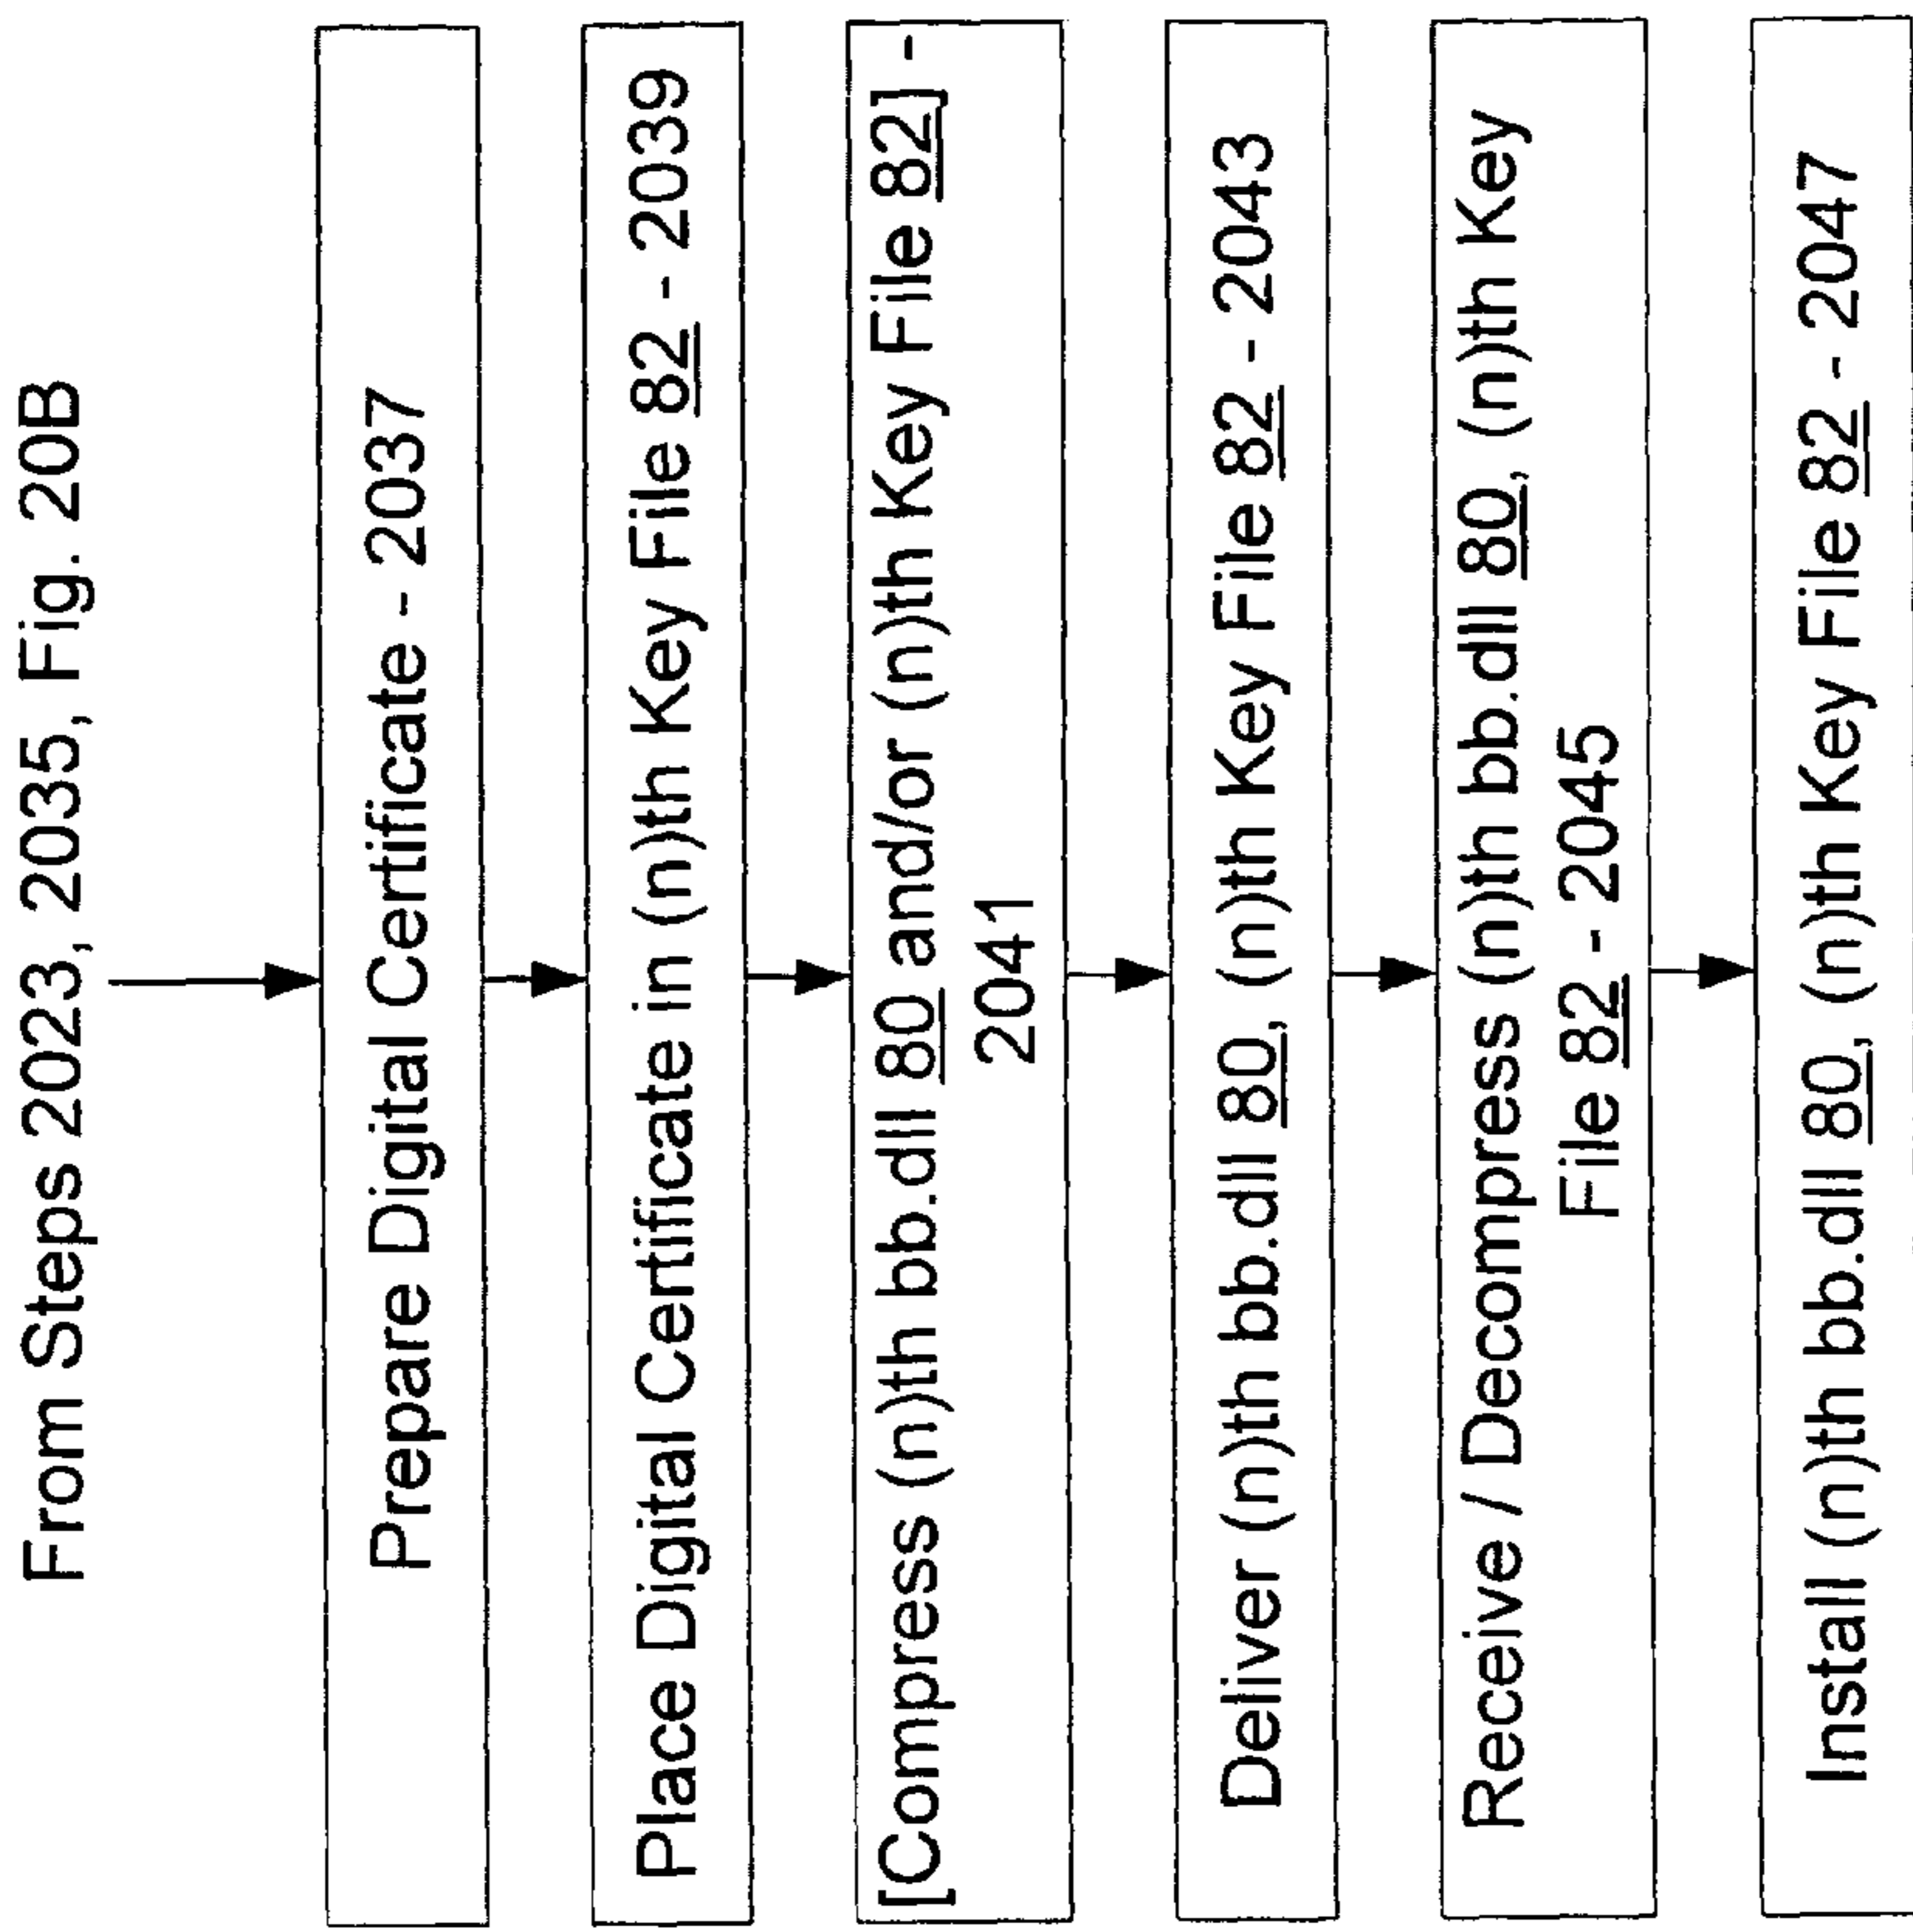 From Steps 2023, 2035, Fig. 20B
Prepare Digital Certificate - 2037
Place Digital Certificate in (n)th Key File 82 - 2039
[Compress (n)th bb.dll 80 and/or (n)th Key File 82] -
2041
Deliver (n)th bb.dll 80, (n)th Key File 82 - 2043
Receive / Decompress (n)th bb.dll 80, (n)th Key
File 82 - 2045
Install (n)th bb.dll 80, (n)th Key File 82 - 2047